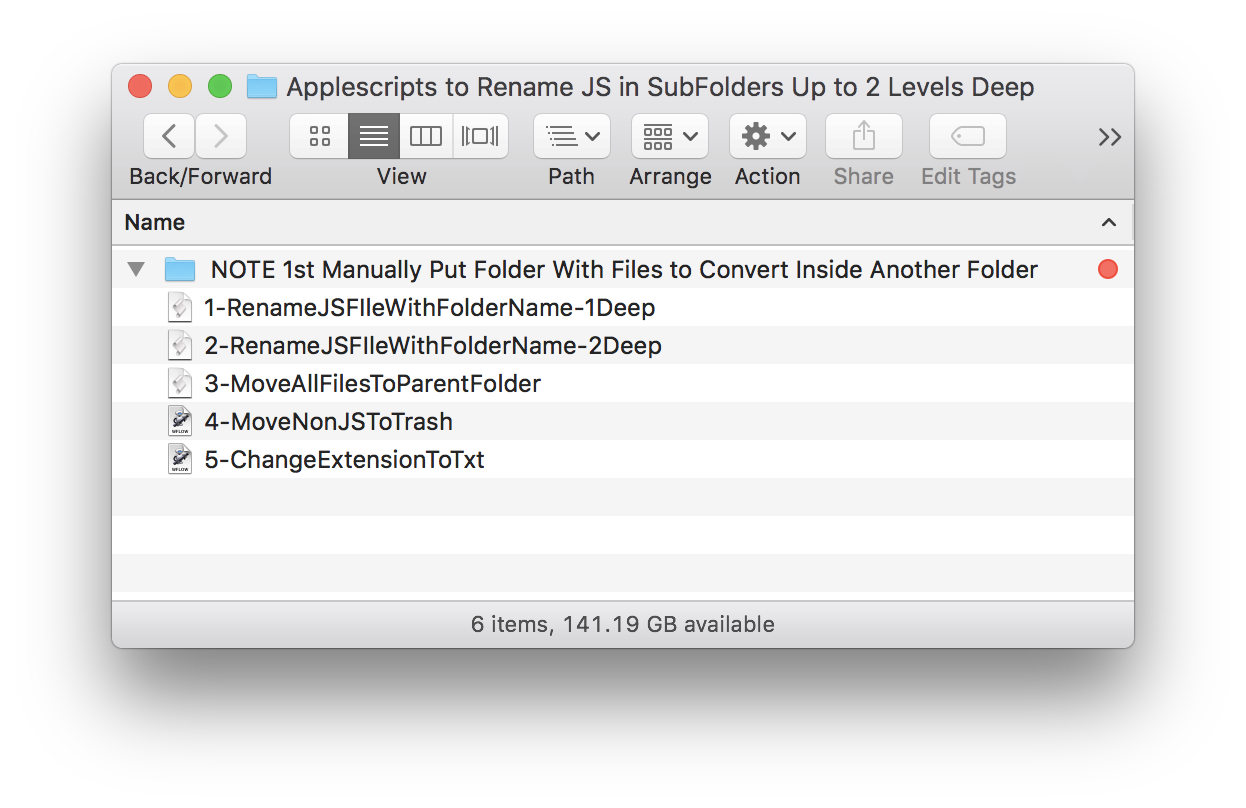 Applescripts to Rename JS in SubFolders Up to 2 Levels Deep
Back/Forward View Path Arrange Action Share Edit Tags
Name
NOTE 1st Manually Put Folder With Files to Convert Inside Another Folder
1-RenameJSFIleWithFolderName-1Deep
2-RenameJSFIleWithFolderName-2Deep
3-MoveAllFilesToParentFolder
WFLOW 4-MoveNonJSToTrash
WFLOW 5-ChangeExtensionToTxt
6 items, 141.19 GB available